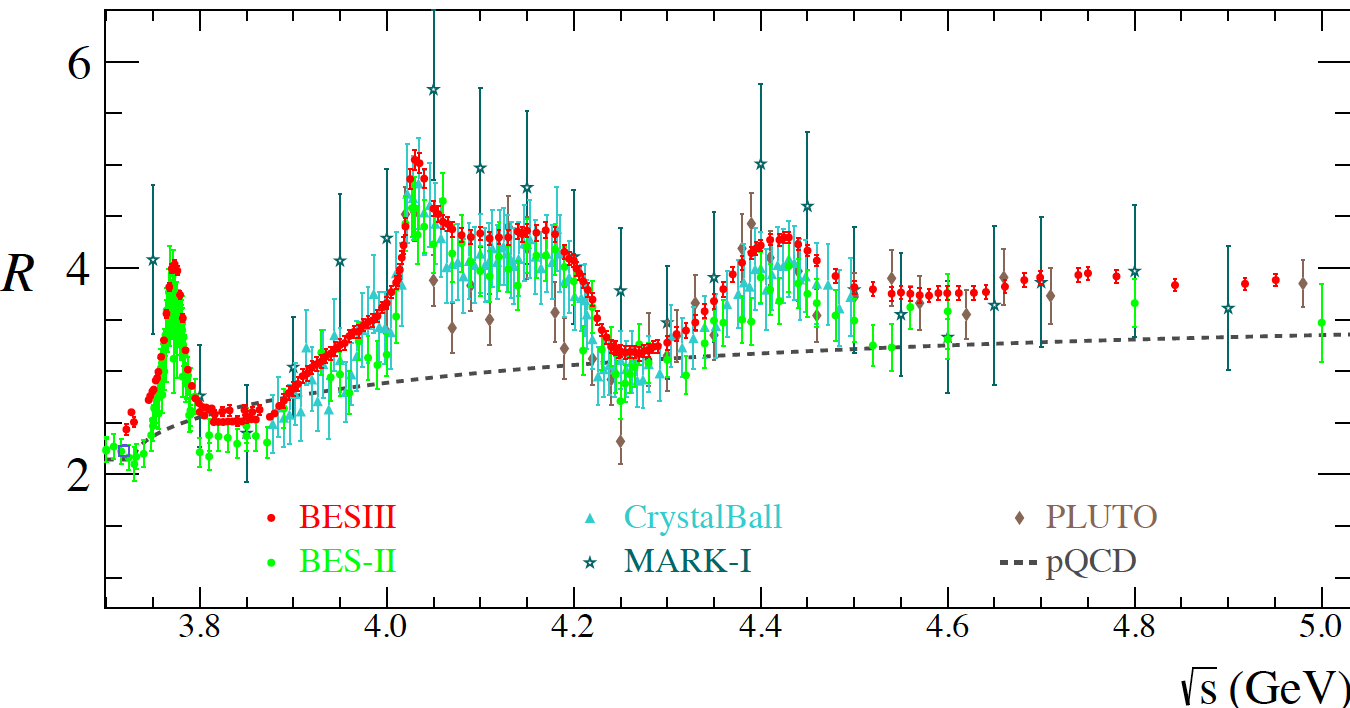 6
R
4
2
BESIII
CrystalBall
PLUTO
BES-II
MARK-I
pQCD
3.8 4.0 4.2 4.4 4.6 4.8 5.0
√s (GeV)